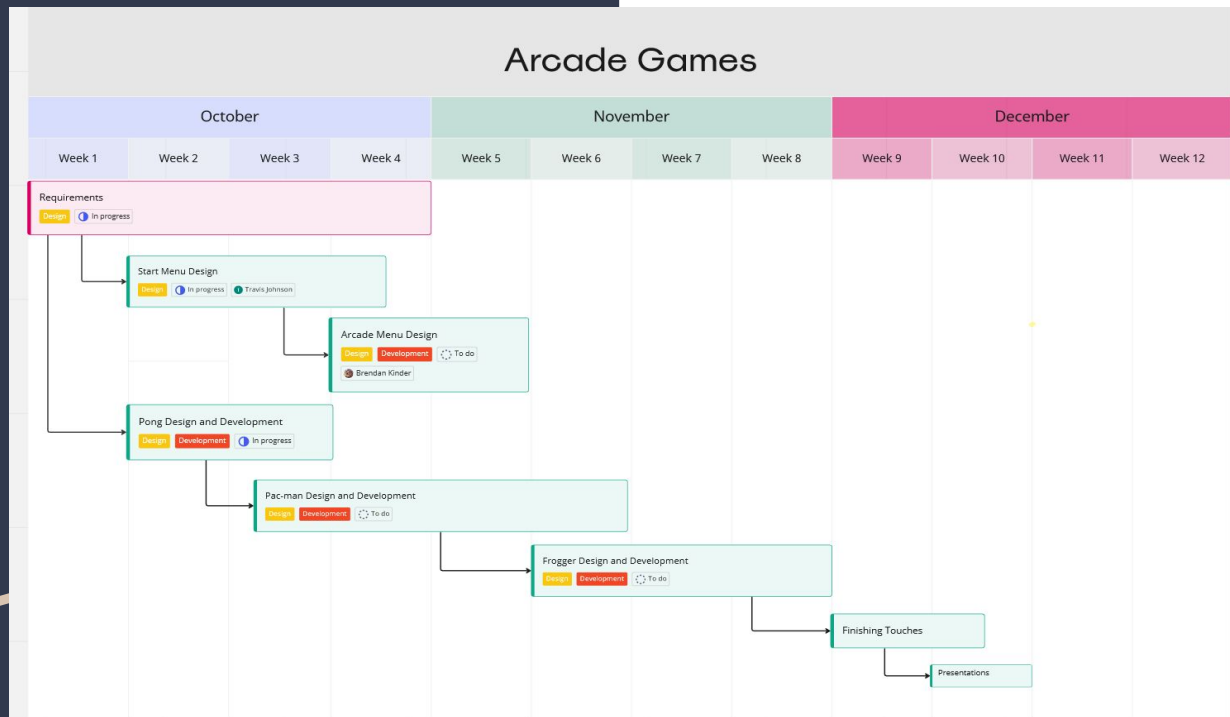 Arcade Games
October November December
Week 1 Week 2 Week 3 Week 4 Week 5 Week 6 Week 7 Week 8 Week 9 Week 10 Week 11 Week 12
Requirements
Design In progress
Start Menu Design
Design In progress Travis Johnson
Arcade Menu Design
Design Development To do
Brendan Kinder
Pong Design and Development
Design Development In progress
Pac-man Design and Development
Design Development To do
Frogger Design and Development
Design Development To do
Finishing Touches
Presentations